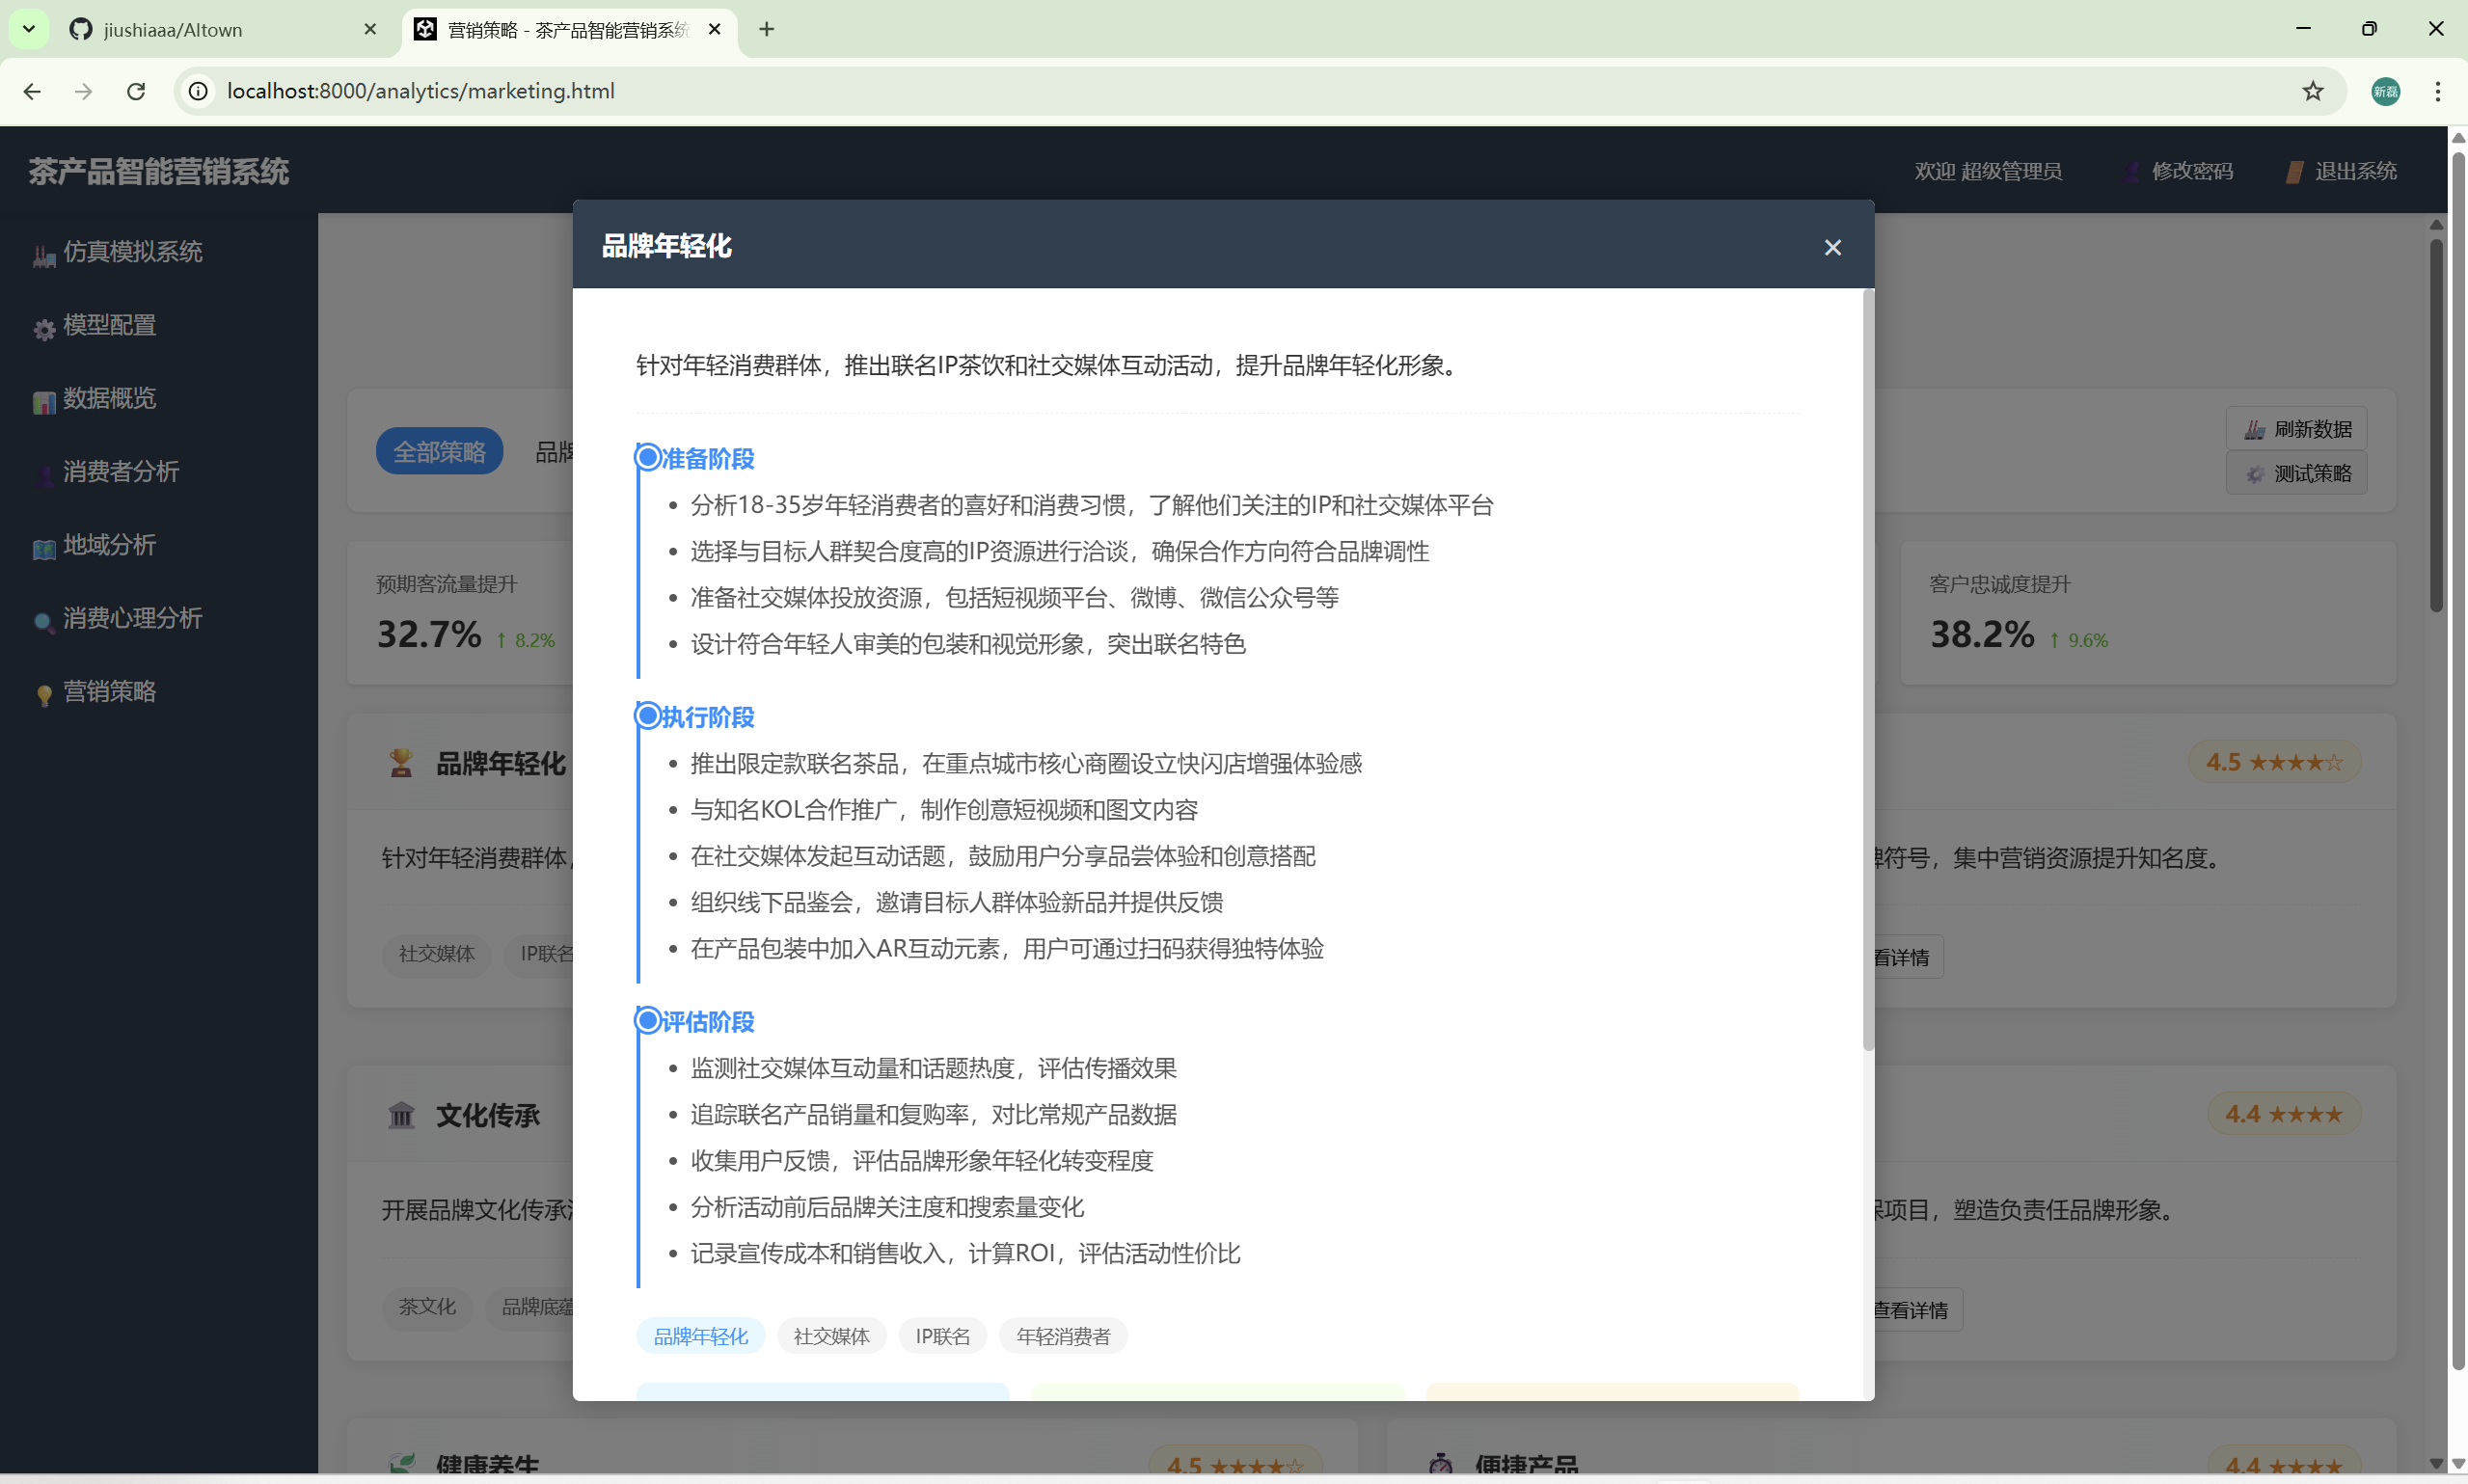 jiushiaaa/AItown
营销策略 - 茶产品智能营销系统
localhost:8000/analytics/marketing.html
新磊
茶产品智能营销系统
欢迎 超级管理员
修改密码
退出系统
仿真模拟系统
模型配置
数据概览
消费者分析
地域分析
消费心理分析
营销策略
全部策略
品牌
刷新数据
测试策略
预期客流量提升
32.7% ↑ 8.2%
客户忠诚度提升
38.2% ↑ 9.6%
品牌年轻化
4.5 ★★★★☆
针对年轻消费群体,
牌符号，集中营销资源提升知名度。
社交媒体
IP联名
看详情
文化传承
4.4 ★★★★
开展品牌文化传承
保项目，塑造负责任品牌形象。
茶文化
品牌底蕴
查看详情
健康养生
4.5 ★★★★☆
便捷产品
4.4 ★★★★
品牌年轻化
针对年轻消费群体，推出联名IP茶饮和社交媒体互动活动，提升品牌年轻化形象。
准备阶段
• 分析18-35岁年轻消费者的喜好和消费习惯，了解他们关注的IP和社交媒体平台
• 选择与目标人群契合度高的IP资源进行洽谈，确保合作方向符合品牌调性
• 准备社交媒体投放资源，包括短视频平台、微博、微信公众号等
• 设计符合年轻人审美的包装和视觉形象，突出联名特色
执行阶段
• 推出限定款联名茶品，在重点城市核心商圈设立快闪店增强体验感
• 与知名KOL合作推广，制作创意短视频和图文内容
• 在社交媒体发起互动话题，鼓励用户分享品尝体验和创意搭配
• 组织线下品鉴会，邀请目标人群体验新品并提供反馈
• 在产品包装中加入AR互动元素，用户可通过扫码获得独特体验
评估阶段
• 监测社交媒体互动量和话题热度，评估传播效果
• 追踪联名产品销量和复购率，对比常规产品数据
• 收集用户反馈，评估品牌形象年轻化转变程度
• 分析活动前后品牌关注度和搜索量变化
• 记录宣传成本和销售收入，计算ROI，评估活动性价比
品牌年轻化
社交媒体
IP联名
年轻消费者